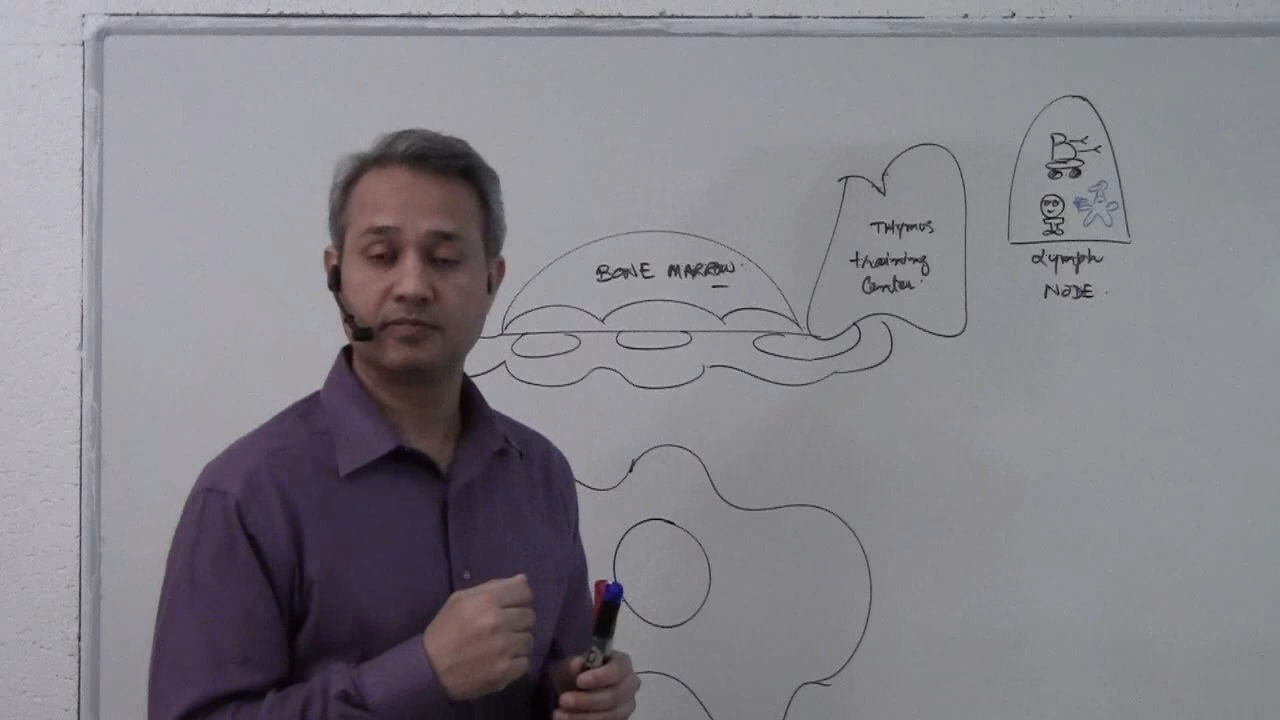 BONE MARROW.
Thymus
training
Center.
B
Lymph
NODE.